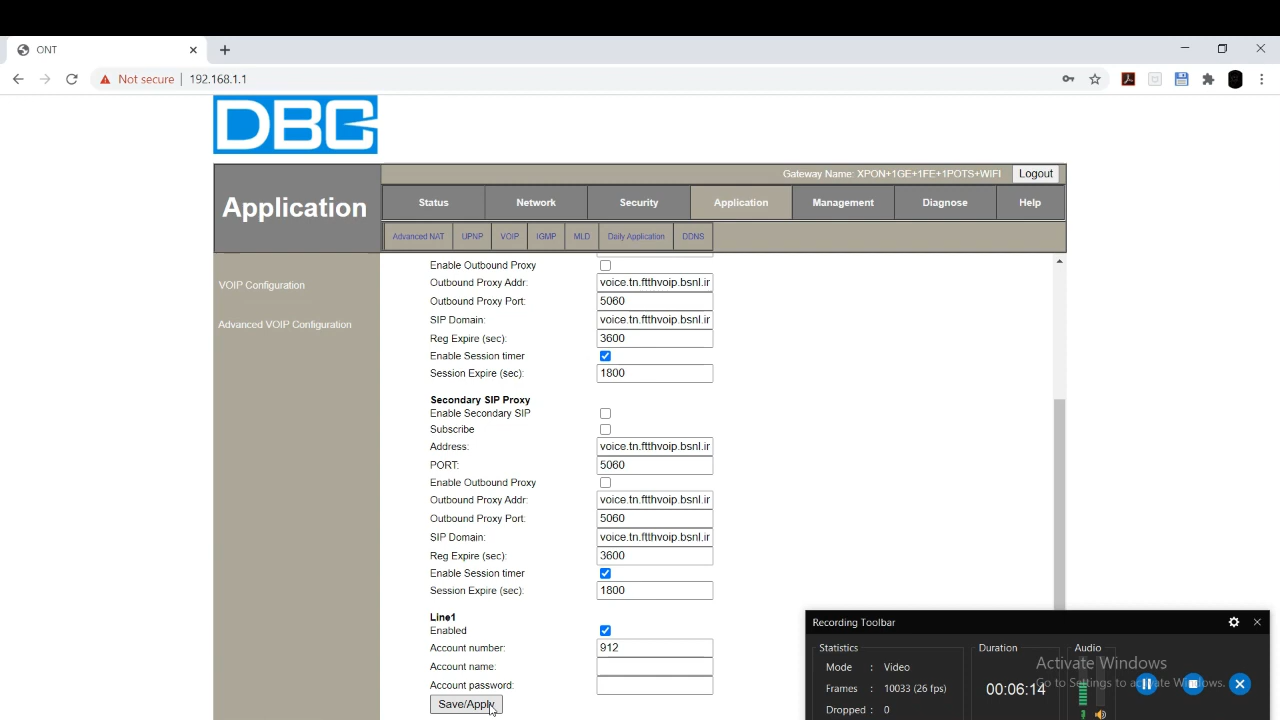 ONT
Not secure | 192.168.1.1
DBC
Gateway Name: XPON+1GE+1FE+1POTS+WIFI Logout
Application
Status Network Security Application Management Diagnose Help
Advanced NAT UPNP VOIP IGMP MLD Daily Application DDNS
VOIP Configuration
Advanced VOIP Configuration
Enable Outbound Proxy
Outbound Proxy Addr: voice.tn.ftthvoip.bsnl.ir
Outbound Proxy Port: 5060
SIP Domain: voice.tn.ftthvoip.bsnl.ir
Reg Expire (sec): 3600
Enable Session timer
Session Expire (sec): 1800
Secondary SIP Proxy
Enable Secondary SIP
Subscribe
Address: voice.tn.ftthvoip.bsnl.ir
PORT: 5060
Enable Outbound Proxy
Outbound Proxy Addr: voice.tn.ftthvoip.bsnl.ir
Outbound Proxy Port: 5060
SIP Domain: voice.tn.ftthvoip.bsnl.ir
Reg Expire (sec): 3600
Enable Session timer
Session Expire (sec): 1800
Line1
Enabled
Account number: 912
Account name:
Account password:
Save/Apply
Recording Toolbar
Statistics
Mode : Video
Frames : 10033 (26 fps)
Dropped : 0
Duration
00:06:14
Audio
Activate Windows
Go to Settings to activate Windows.